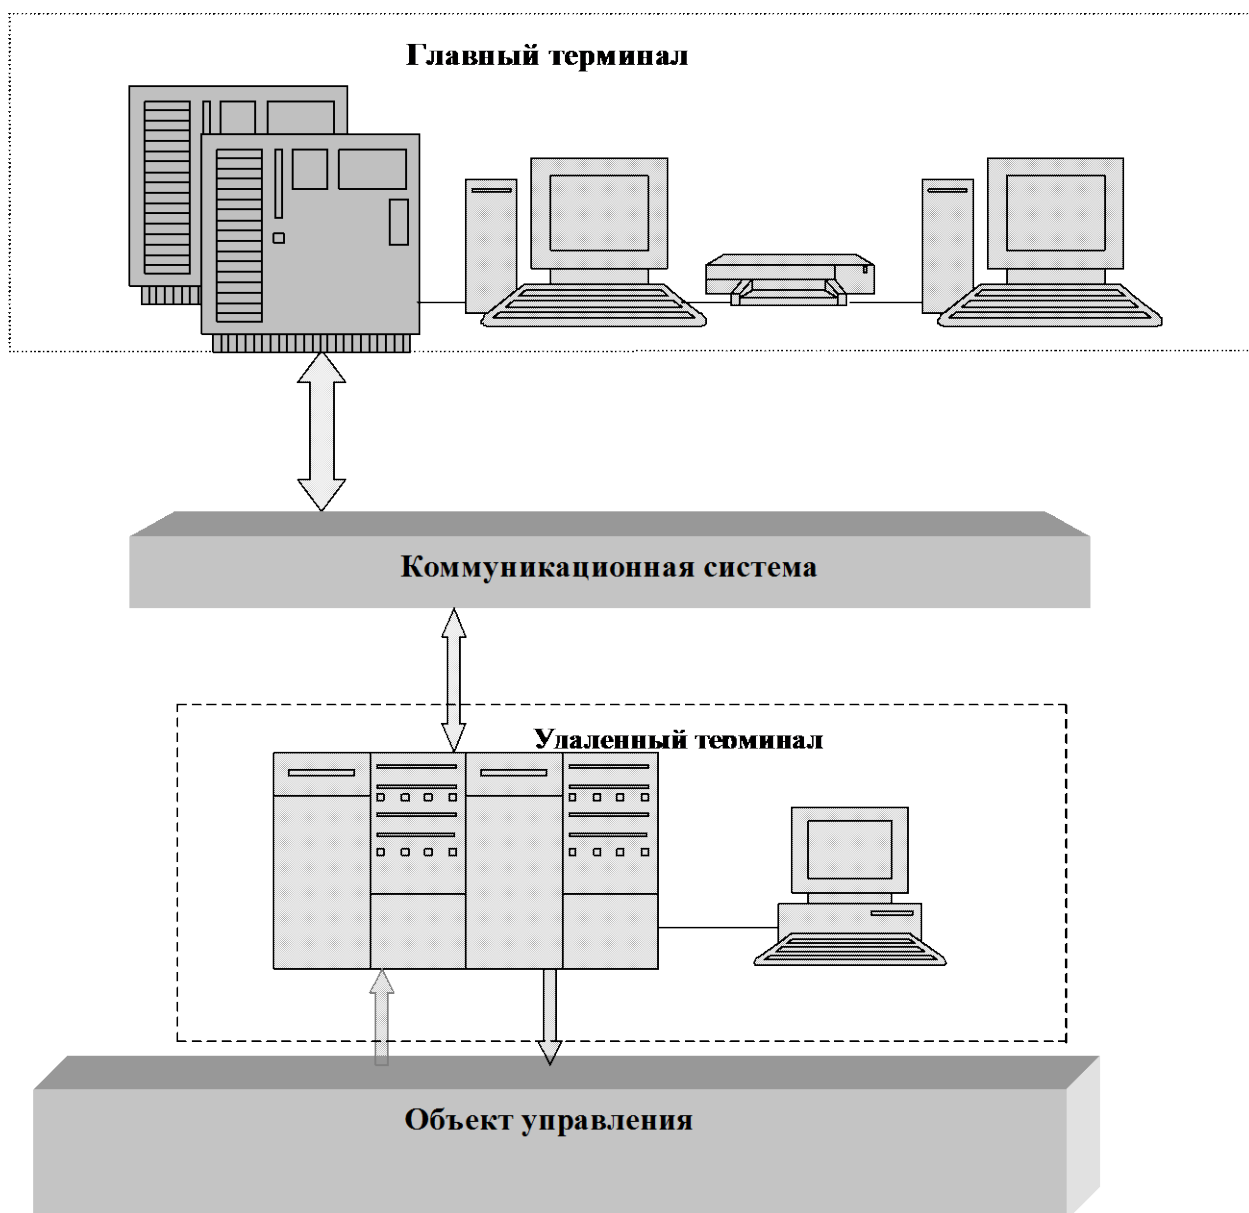 Главный терминал
Коммуникационная система
Удаленный терминал
Объект управления